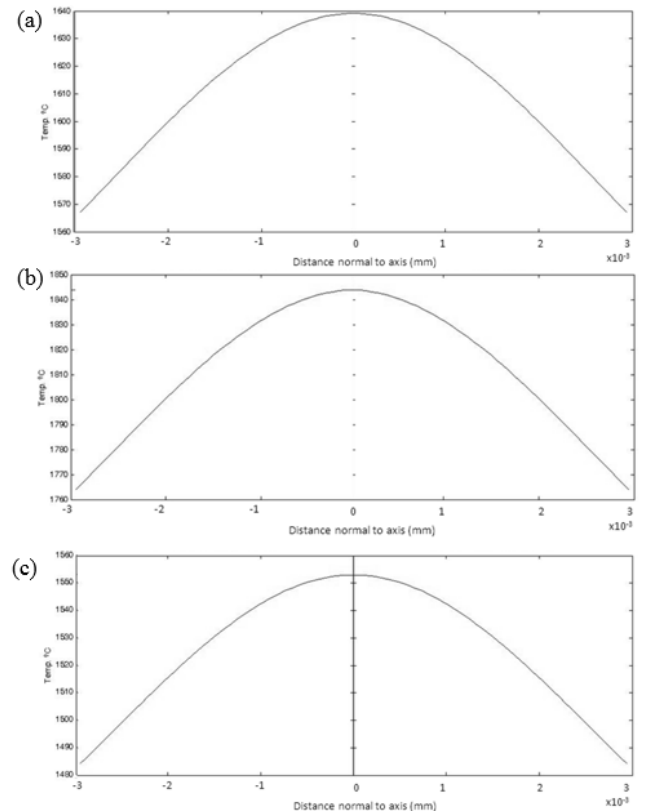 (a)
1640
1630
1620
1610
1600
1590
1580
1570
1560
Temp. ºC
-3 -2 -1 0 1 2 3
Distance normal to axis (mm)
x10⁻³
(b)
1850
1840
1830
1820
1810
1800
1790
1780
1770
1760
Temp. ºC
-3 -2 -1 0 1 2 3
Distance normal to axis (mm)
x10⁻³
(c)
1560
1550
1540
1530
1520
1510
1500
1490
1480
Temp. ºC
-3 -2 -1 0 1 2 3
Distance normal to axis (mm)
x10⁻³